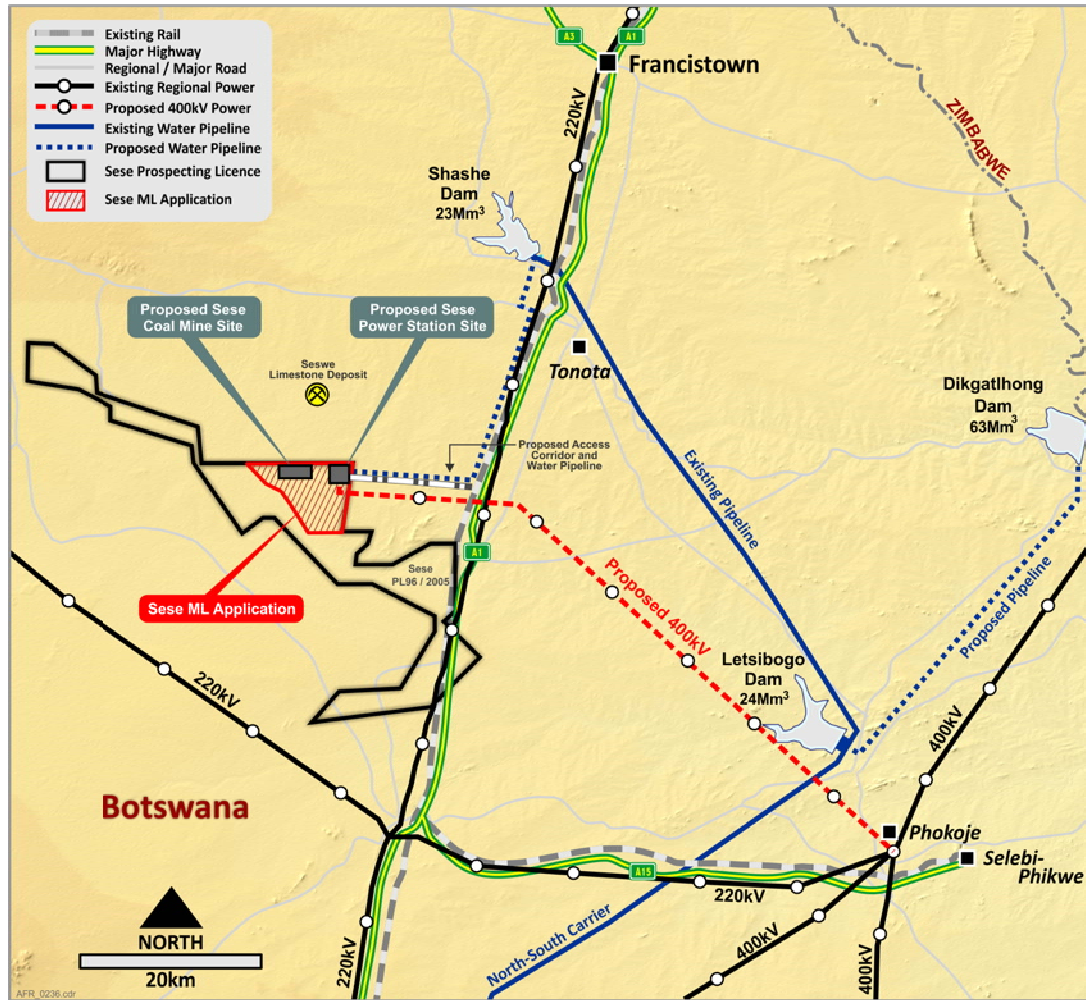 Existing Rail
Major Highway
Regional / Major Road
Existing Regional Power
Proposed 400kV Power
Existing Water Pipeline
Proposed Water Pipeline
Sese Prospecting Licence
Sese ML Application
A3
A1
Francistown
220kV
ZIMBABWE
Shashe
Dam
23Mm³
Proposed Sese
Coal Mine Site
Proposed Sese
Power Station Site
Seswe
Limestone Deposit
Tonota
Dikgatlhong
Dam
63Mm³
Proposed Access
Corridor and
Water Pipeline
Existing Pipeline
A1
Sese
PL96 / 2005
Sese ML Application
Proposed 400kV
Proposed Pipeline
Letsibogo
Dam
24Mm³
220kV
400kV
Botswana
Phokoje
Selebi-
Phikwe
A15
220kV
NORTH
20km
220kV
North-South Carrier
400kV
400kV
AFR_0236.cdr